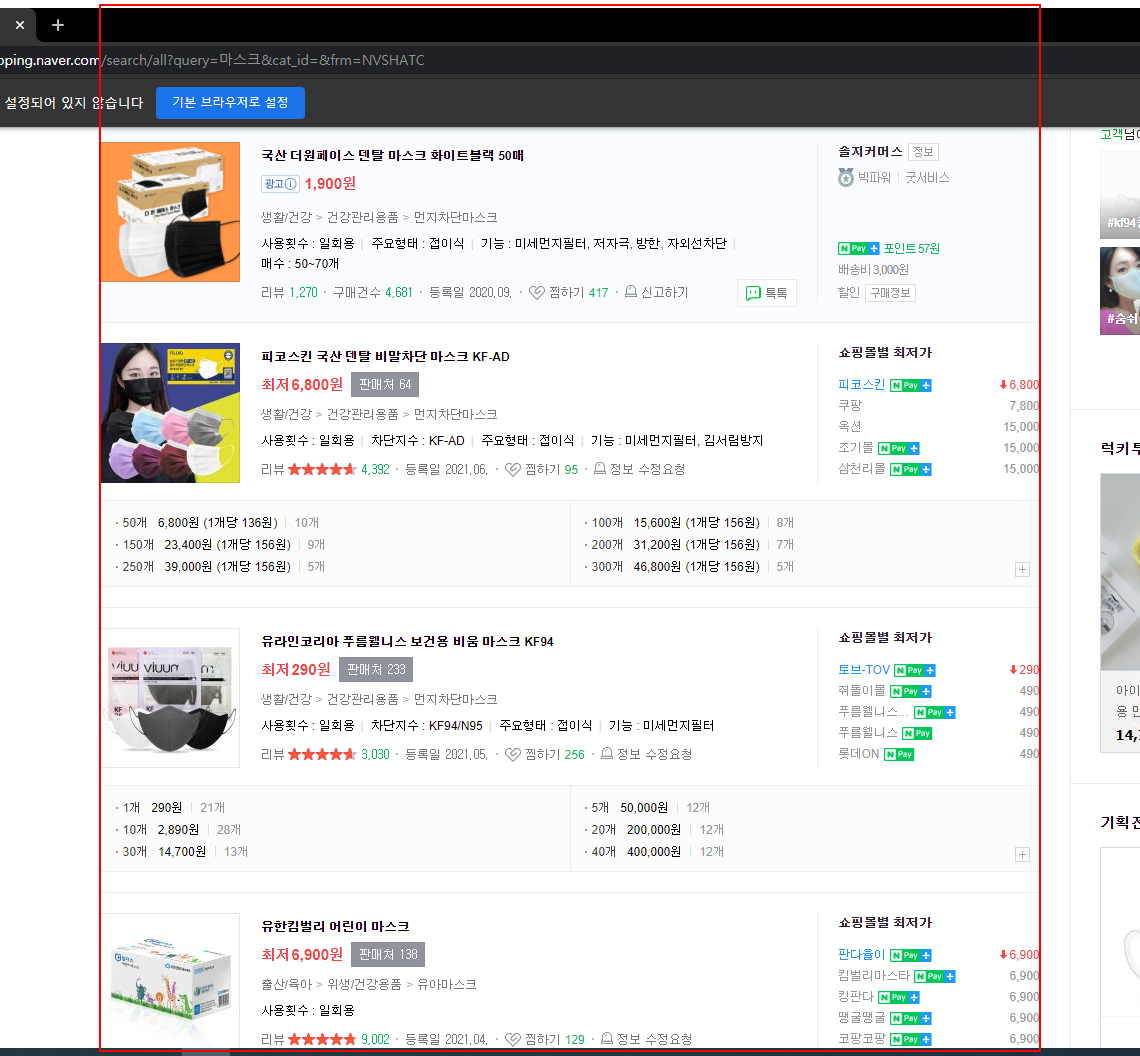 pping.naver.com/search/all?query=마스크&cat_id=&frm=NVSHATC
설정되어 있지 않습니다 기본 브라우저로 설정
국산 더원페이스 덴탈 마스크 화이트블랙 50매
광고 1,900원
생활/건강 > 건강관리용품 > 먼지차단마스크
사용횟수 : 일회용 | 주요형태 : 접이식 | 기능 : 미세먼지필터, 저자극, 방한, 자외선차단 |
매수 : 50~70개
리뷰 1,270 · 구매건수 4,681 · 등록일 2020.09. · 찜하기 417 · 신고하기
톡톡
솔지커머스 정보
빅파워 | 굿서비스
N Pay + 포인트 57원
배송비 3,000원
할인 구매정보
피코스킨 국산 덴탈 비말차단 마스크 KF-AD
최저 6,800원 판매처 64
생활/건강 > 건강관리용품 > 먼지차단마스크
사용횟수 : 일회용 | 차단지수 : KF-AD | 주요형태 : 접이식 | 기능 : 미세먼지필터, 김서림방지
리뷰 4,392 · 등록일 2021.06. · 찜하기 95 · 정보 수정요청
쇼핑몰별 최저가
피코스킨 N Pay + 6,800
쿠팡 7,800
옥션 15,000
조기몰 N Pay + 15,000
삼천리몰 N Pay + 15,000
· 50개 6,800원 (1개당 136원) | 10개
· 100개 15,600원 (1개당 156원) | 8개
· 150개 23,400원 (1개당 156원) | 9개
· 200개 31,200원 (1개당 156원) | 7개
· 250개 39,000원 (1개당 156원) | 5개
· 300개 46,800원 (1개당 156원) | 5개
유라인코리아 푸름웰니스 보건용 비움 마스크 KF94
최저 290원 판매처 233
생활/건강 > 건강관리용품 > 먼지차단마스크
사용횟수 : 일회용 | 차단지수 : KF94/N95 | 주요형태 : 접이식 | 기능 : 미세먼지필터
리뷰 3,030 · 등록일 2021.05. · 찜하기 256 · 정보 수정요청
viuum
쇼핑몰별 최저가
토브-TOV N Pay + 290
쥐돌이몰 N Pay + 490
푸름웰니스... N Pay + 490
푸름웰니스 N Pay 490
롯데ON N Pay 490
· 1개 290원 | 21개
· 5개 50,000원 | 12개
· 10개 2,890원 | 28개
· 20개 200,000원 | 12개
· 30개 14,700원 | 13개
· 40개 400,000원 | 12개
유한킴벌리 어린이 마스크
최저 6,900원 판매처 138
출산/육아 > 위생/건강용품 > 유아마스크
사용횟수 : 일회용
리뷰 9,002 · 등록일 2021.04. · 찜하기 129 · 정보 수정요청
쇼핑몰별 최저가
판다율이 N Pay + 6,900
킴벌리마스타 N Pay + 6,900
킹판다 N Pay + 6,900
땡굴땡굴 N Pay + 6,900
코팡코팡 N Pay + 6,900
고객님이
#kf94
#숨쉬
럭키투
아이
용 민
14,
기획전